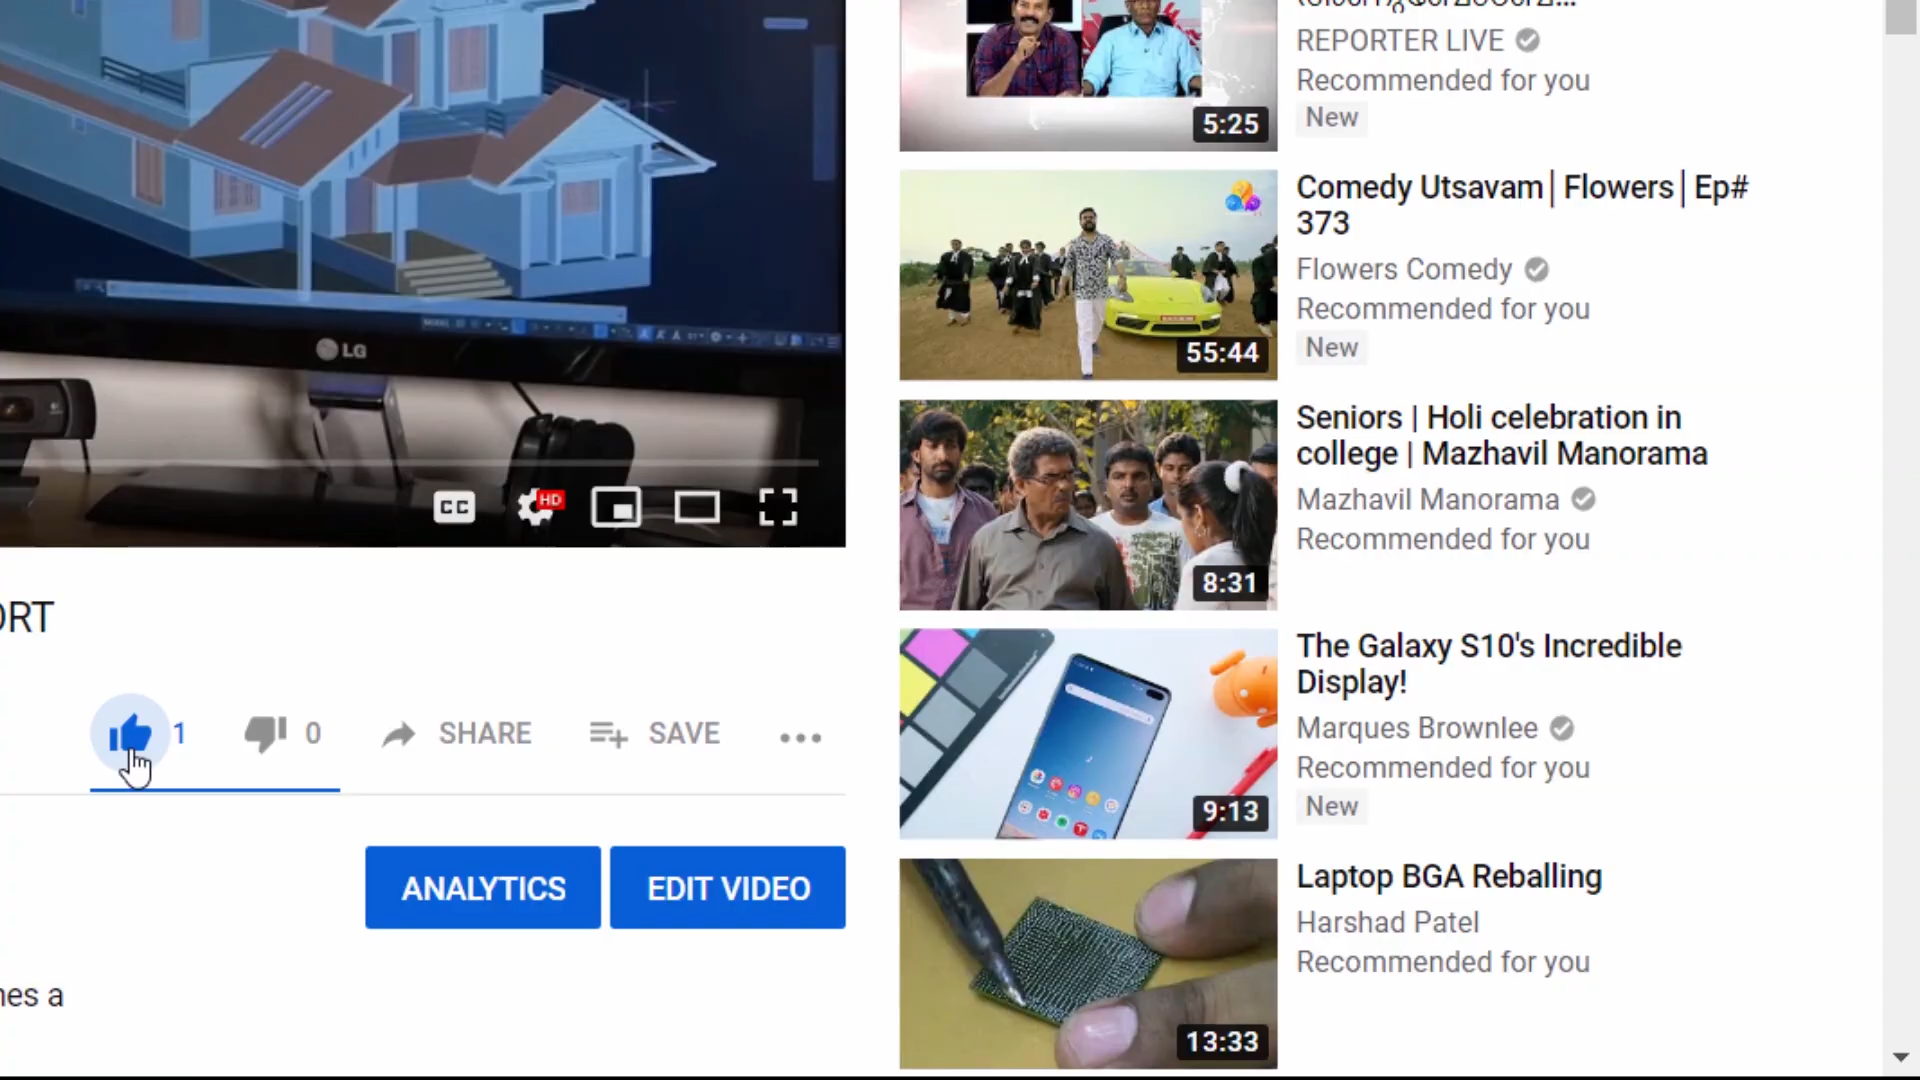 REPORTER LIVE
Recommended for you
New
5:25
Comedy Utsavam│Flowers│Ep#
373
Flowers Comedy
Recommended for you
New
55:44
Seniors | Holi celebration in
college | Mazhavil Manorama
Mazhavil Manorama
Recommended for you
8:31
The Galaxy S10's Incredible
Display!
Marques Brownlee
Recommended for you
New
9:13
Laptop BGA Reballing
Harshad Patel
Recommended for you
13:33
LG
CC HD
ORT
1 0 SHARE SAVE
ANALYTICS EDIT VIDEO
nes a